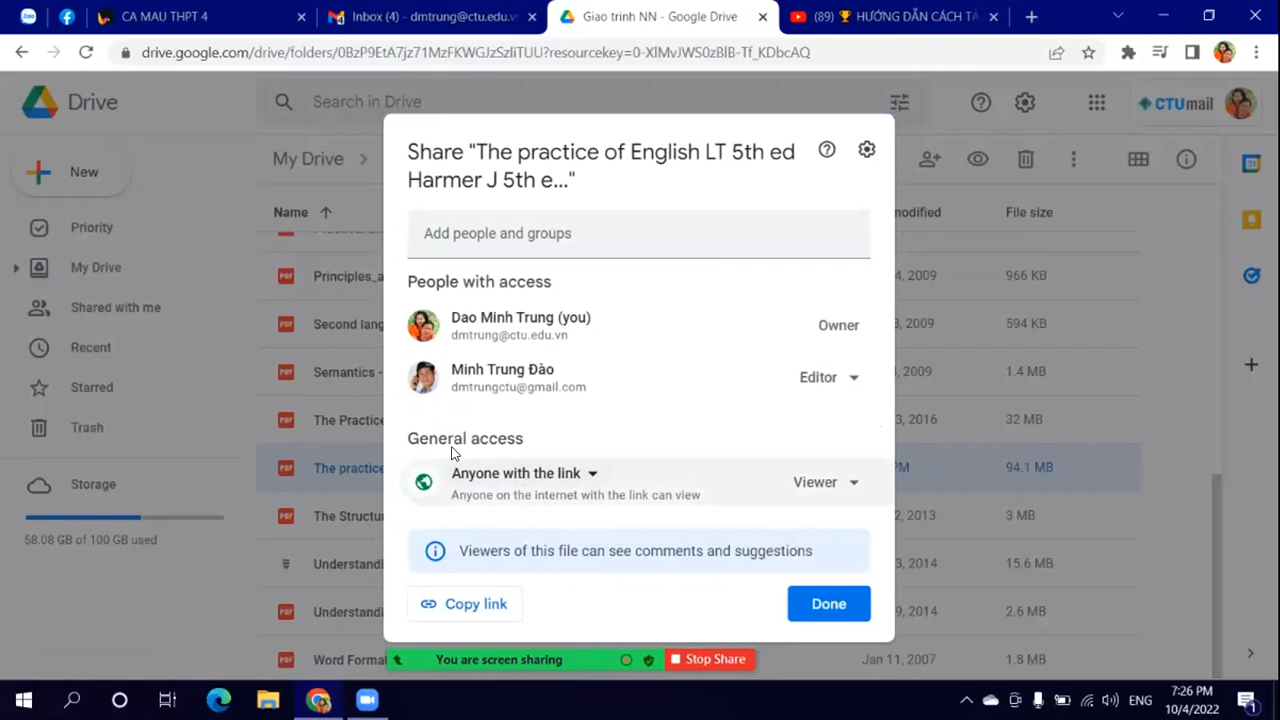 CA MAU THPT 4
Inbox (4) - dmtrung@ctu.edu.v
Giao trinh NN - Google Drive
(89) 🏆 HƯỚNG DẪN CÁCH TẢ
drive.google.com/drive/folders/0BzP9EtA7jz71MzFKWGJzSzliTUU?resourcekey=0-XlMvJWS0zBlB-Tf_KDbcAQ
Drive
Search in Drive
CTUmail
My Drive
New
Name
modified
File size
Priority
My Drive
Shared with me
Recent
Starred
Trash
Storage
58.08 GB of 100 GB used
Principles_a
4, 2009
966 KB
Second lang
, 2009
594 KB
Semantics -
4, 2009
1.4 MB
The Practice
3, 2016
32 MB
The practice
PM
94.1 MB
The Structu
2, 2013
3 MB
Understandi
3, 2014
15.6 MB
Understandi
9, 2014
2.6 MB
Word Format
Jan 11, 2007
1.8 MB
Share "The practice of English LT 5th ed
Harmer J 5th e..."
Add people and groups
People with access
Dao Minh Trung (you)
dmtrung@ctu.edu.vn
Owner
Minh Trung Đào
dmtrungctu@gmail.com
Editor
General access
Anyone with the link
Anyone on the internet with the link can view
Viewer
Viewers of this file can see comments and suggestions
Copy link
Done
You are screen sharing
Stop Share
zoom
ENG
7:26 PM
10/4/2022
1